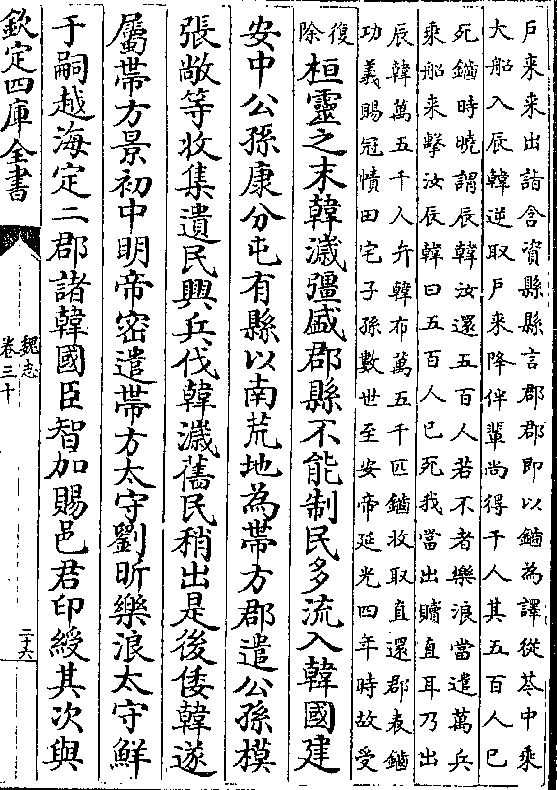 戶來來出詣含資縣縣言郡郡即以鑡為譯從芩中乘
大船入辰韓逆取戶來降伴輩尚得千人其五百人已
死鑡時曉謂辰韓汝還五百人若不者樂浪當遣萬兵
乘船来擊汝辰韓曰五百人已死我當出贖直耳乃出
辰韓萬五千人弁韓布萬五千匹鑡收取直還郡表鑡
功義賜冠幘田宅子孫數世至安帝延光四年時故受
復
除
桓靈之末韓濊彊盛郡縣不能制民多流入韓國建
安中公孫康分屯有縣以南荒地為帶方郡遣公孫模
張敞等收集遺民興兵伐韓濊舊民稍出是後倭韓遂
屬帶方景初中明帝密遣帶方太守劉昕樂浪太守鮮
于嗣越海定二郡諸韓國臣智加賜邑君印綬其次與
欽定四庫全書
魏志
卷三十
二十六